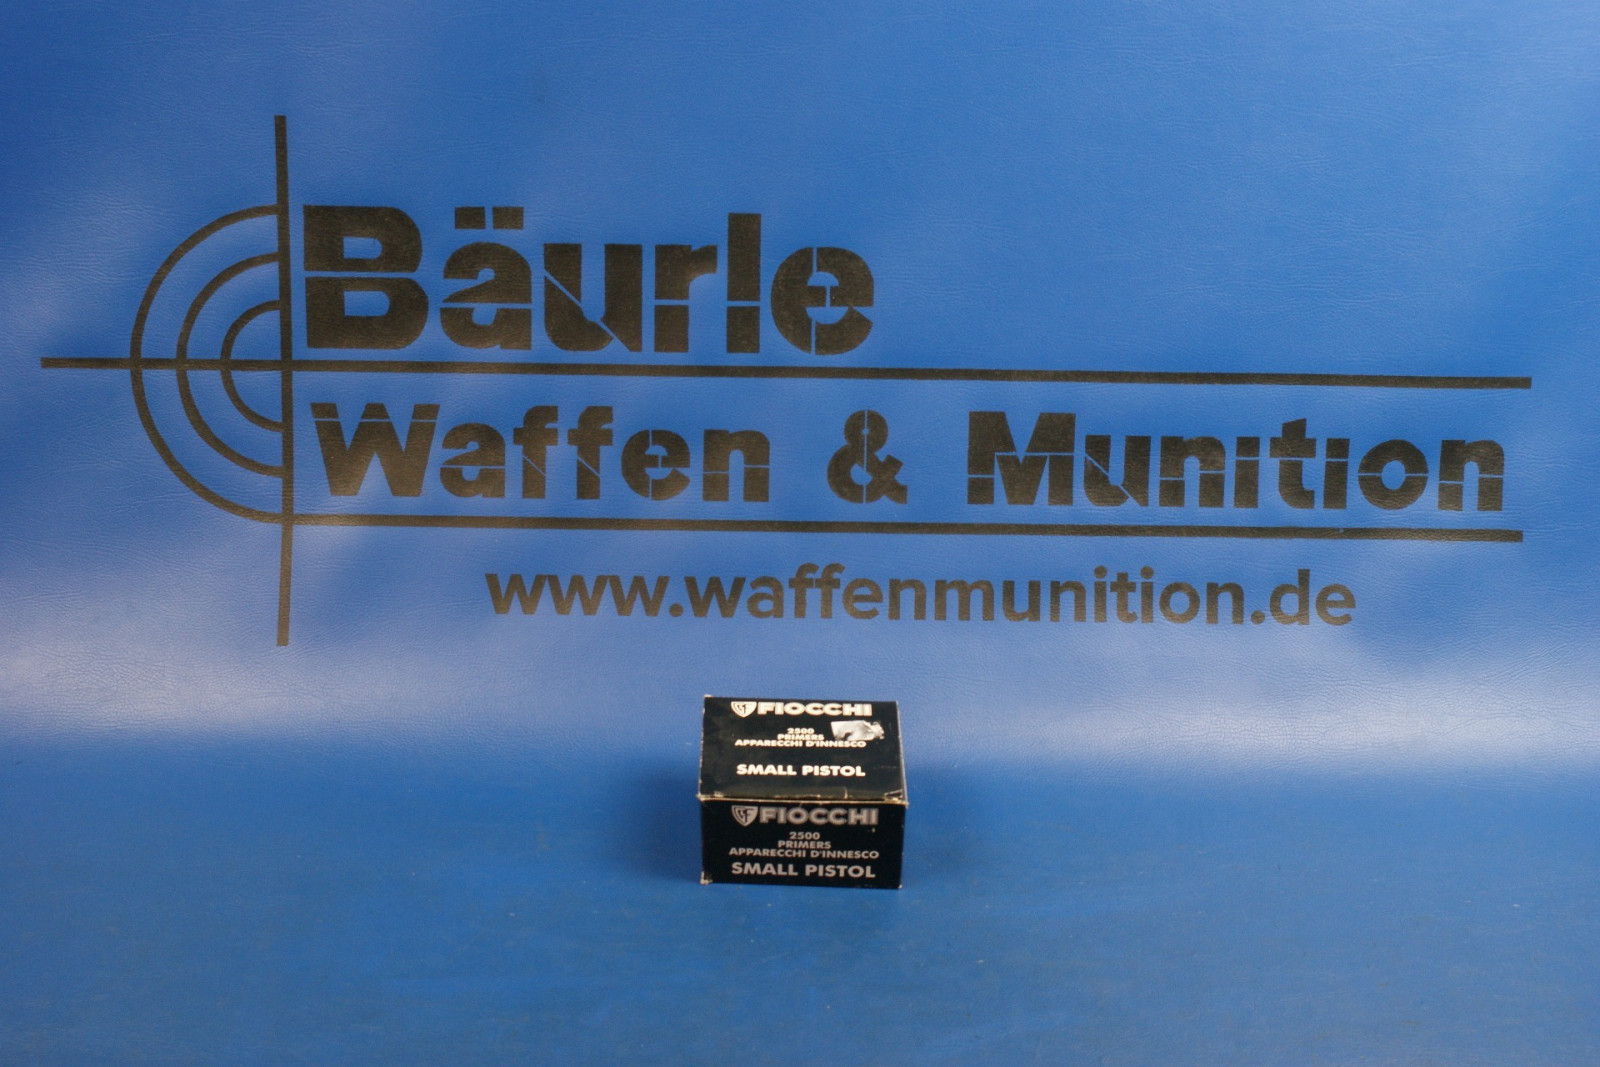 Bäurle
Waffen & Munition
www.waffenmunition.de
FIOCCHI
2500
PRIMERS
APPARECCHI D'INNESCO
SMALL PISTOL
FIOCCHI
2500
PRIMERS
APPARECCHI D'INNESCO
SMALL PISTOL